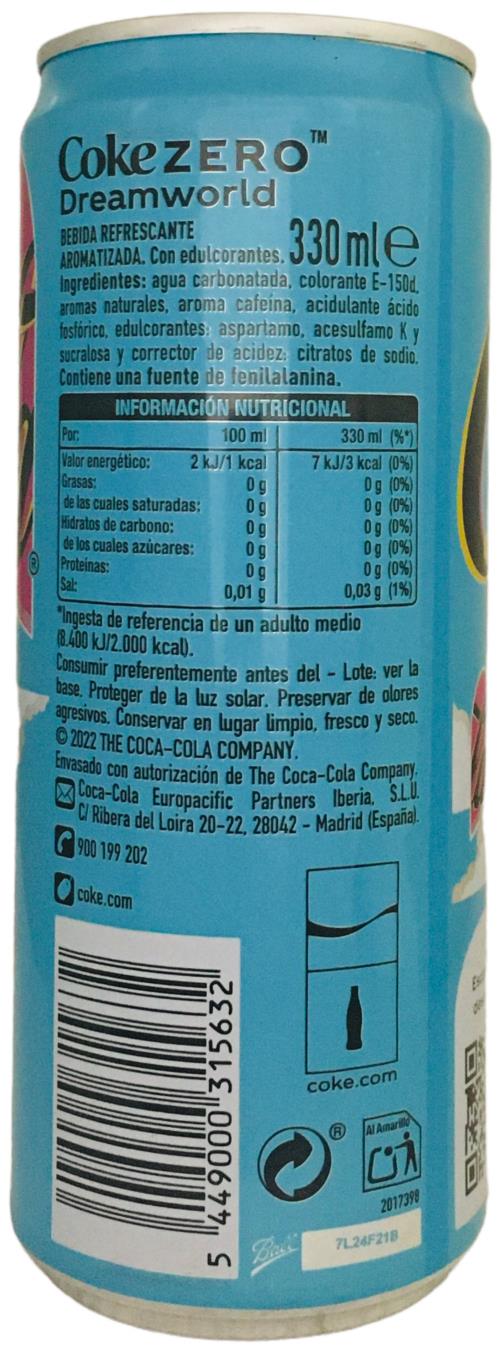 CokeZERO™
Dreamworld
BEBIDA REFRESCANTE
AROMATIZADA. Con edulcorantes. 330 ml e
Ingredientes: agua carbonatada, colorante E-150d,
aromas naturales, aroma cafeína, acidulante ácido
fosfórico, edulcorantes: aspartamo, acesulfamo K y
sucralosa y corrector de acidez: citratos de sodio.
Contiene una fuente de fenilalanina.
INFORMACIÓN NUTRICIONAL
Por: 100 ml 330 ml (%*)
Valor energético: 2 kJ/1 kcal 7 kJ/3 kcal (0%)
Grasas: 0 g 0 g (0%)
de las cuales saturadas: 0 g 0 g (0%)
Hidratos de carbono: 0 g 0 g (0%)
de los cuales azúcares: 0 g 0 g (0%)
Proteínas: 0 g 0 g (0%)
Sal: 0,01 g 0,03 g (1%)
*Ingesta de referencia de un adulto medio
(8.400 kJ/2.000 kcal).
Consumir preferentemente antes del - Lote: ver la
base. Proteger de la luz solar. Preservar de olores
agresivos. Conservar en lugar limpio, fresco y seco.
© 2022 THE COCA-COLA COMPANY.
Envasado con autorización de The Coca-Cola Company.
Coca-Cola Europacific Partners Iberia, S.L.U.
C/ Ribera del Loira 20-22, 28042 - Madrid (España).
900 199 202
coke.com
coke.com
5 449000 315632
®
®
Al Amarillo
2017398
Ball
7L24F21B